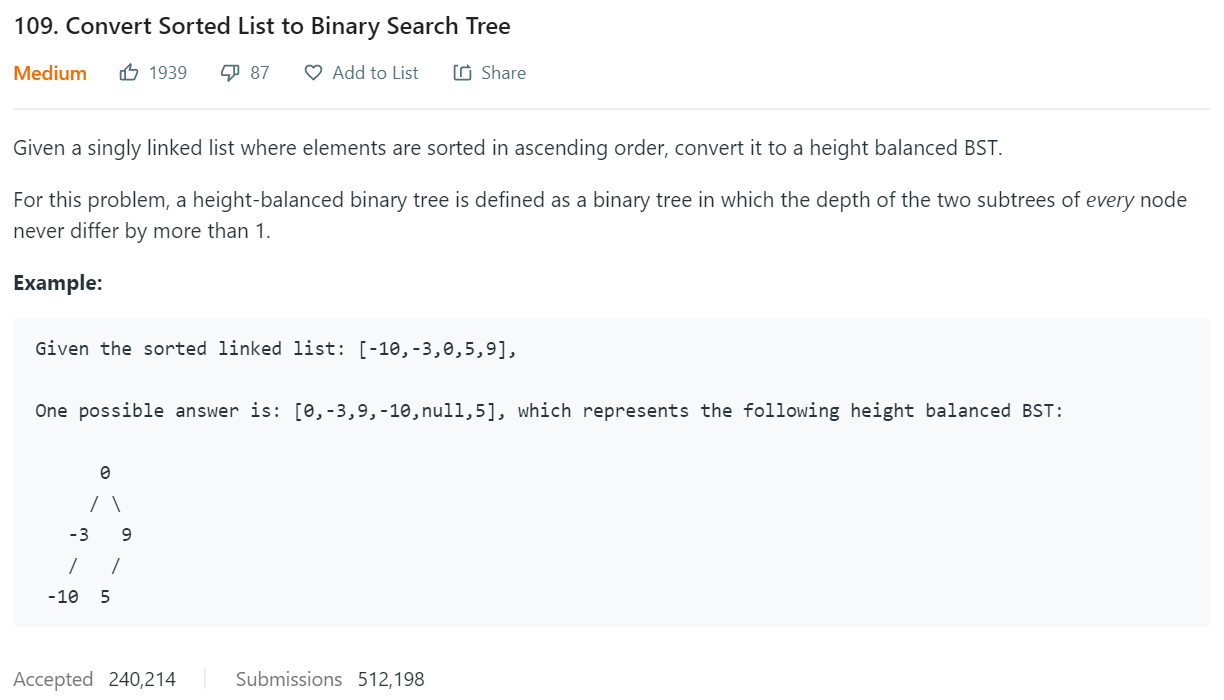 109. Convert Sorted List to Binary Search Tree
Medium 1939 87 Add to List Share
Given a singly linked list where elements are sorted in ascending order, convert it to a height balanced BST.
For this problem, a height-balanced binary tree is defined as a binary tree in which the depth of the two subtrees of every node
never differ by more than 1.
Example:
Given the sorted linked list: [-10,-3,0,5,9],
One possible answer is: [0,-3,9,-10,null,5], which represents the following height balanced BST:
0
/ \
-3 9
/ /
-10 5
Accepted 240,214 Submissions 512,198